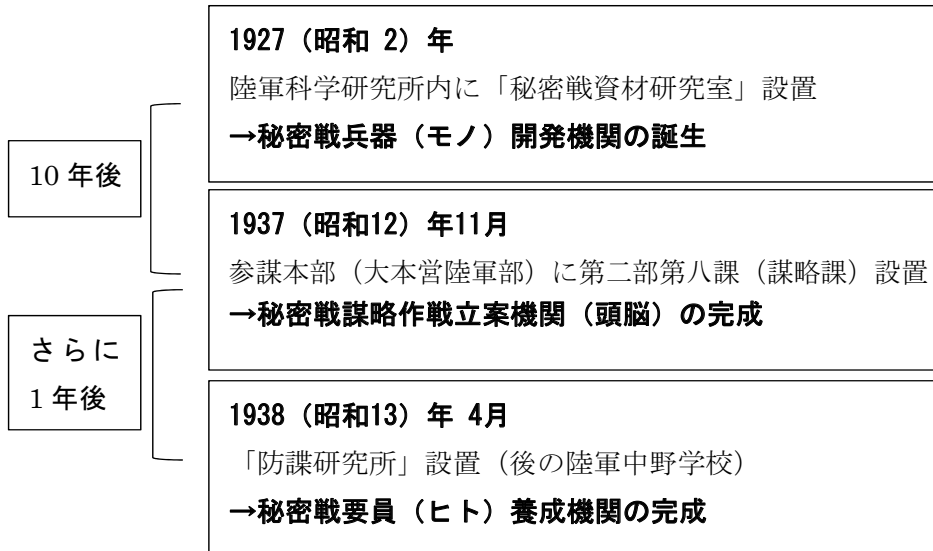 1927（昭和 2）年
陸軍科学研究所内に「秘密戦資材研究室」設置
→秘密戦兵器（モノ）開発機関の誕生
10 年後
1937（昭和12）年11月
参謀本部（大本営陸軍部）に第二部第八課（謀略課）設置
→秘密戦謀略作戦立案機関（頭脳）の完成
さらに
1 年後
1938（昭和13）年 4月
「防諜研究所」設置（後の陸軍中野学校）
→秘密戦要員（ヒト）養成機関の完成